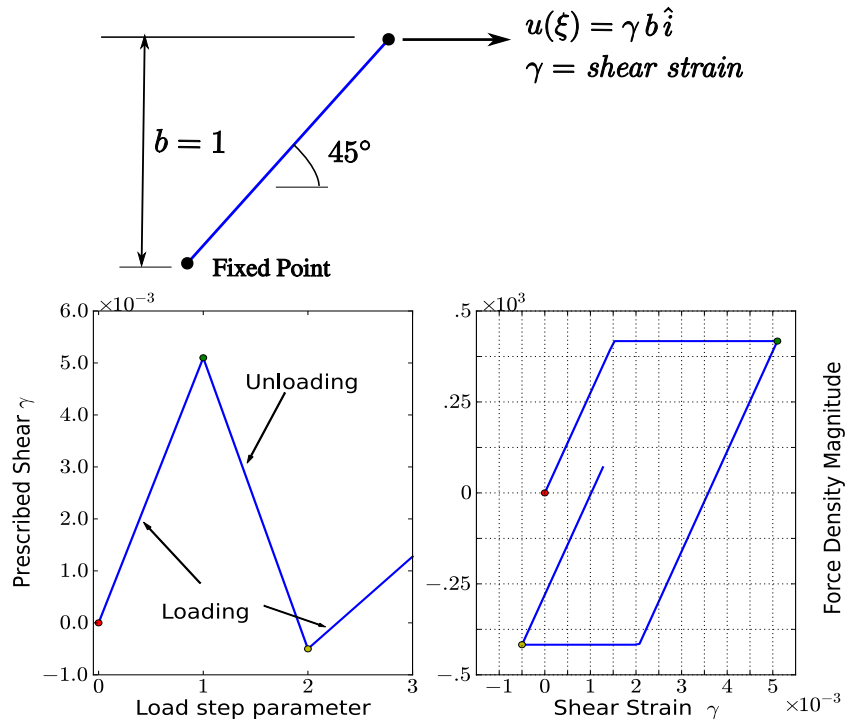 u(ξ) = γ b î
γ = shear strain
b = 1
45°
Fixed Point
×10⁻³
6.0
5.0
4.0
3.0
2.0
1.0
0.0
−1.0
Prescribed Shear γ
Unloading
Loading
0 1 2 3
Load step parameter
×10³
.5
.25
0
−.25
−.5
Force Density Magnitude
−1 0 1 2 3 4 5
Shear Strain γ ×10⁻³